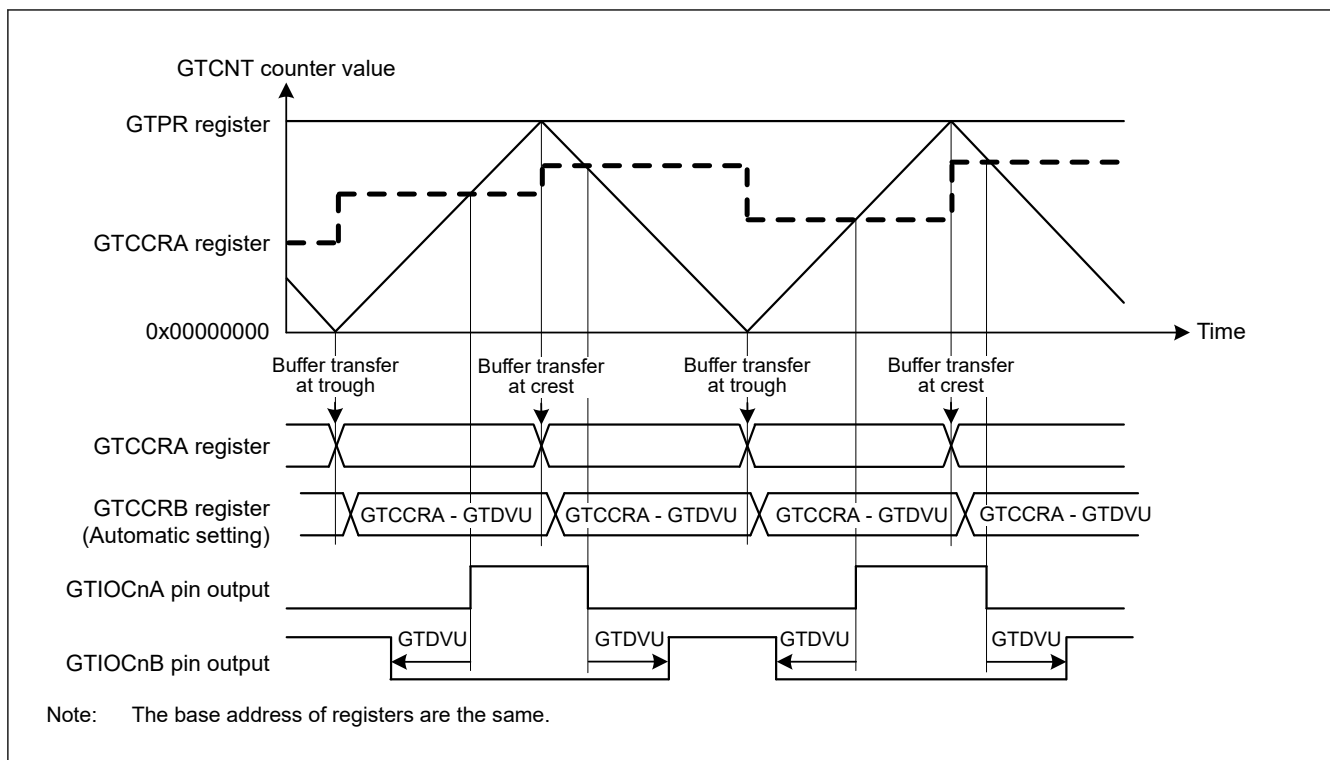 GTCNT counter value
GTPR register
GTCCRA register
0x00000000
Time
Buffer transfer
at trough
Buffer transfer
at crest
Buffer transfer
at trough
Buffer transfer
at crest
GTCCRA register
GTCCRB register
(Automatic setting)
GTCCRA - GTDVU
GTCCRA - GTDVU
GTCCRA - GTDVU
GTCCRA - GTDVU
GTIOCnA pin output
GTIOCnB pin output
GTDVU
GTDVU
GTDVU
GTDVU
Note: The base address of registers are the same.